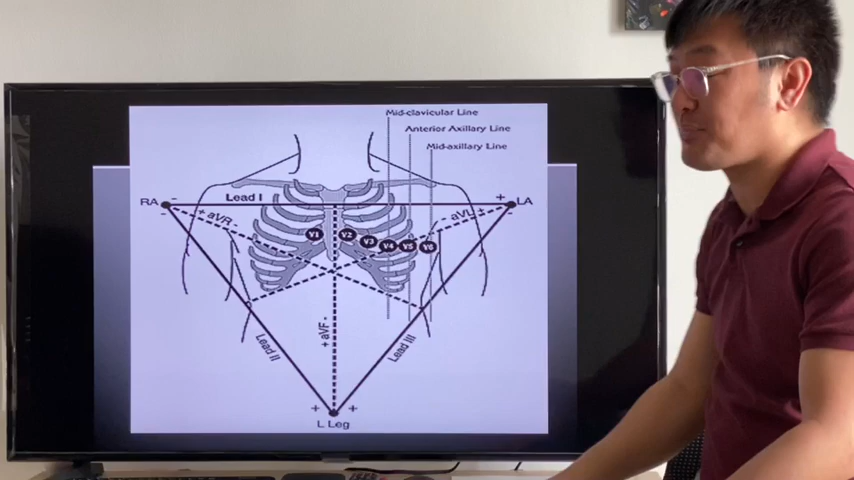 Mid-clavicular Line
Anterior Axillary Line
Mid-axillary Line
RA
-
Lead I
+
LA
-
+ aVR -
- aVL +
V1
V2
V3
V4
V5
V6
+ aVF -
Lead II
Lead III
+
+
L Leg